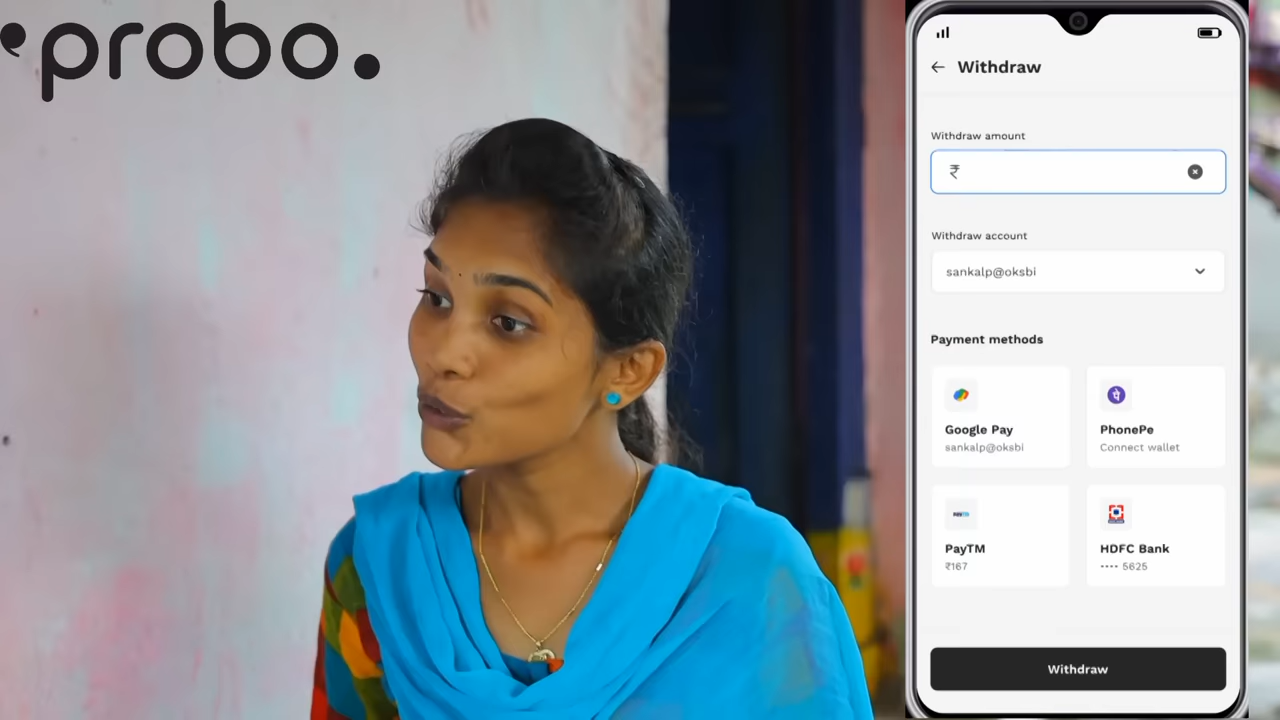 probo.
Withdraw
Withdraw amount
₹
Withdraw account
sankalp@oksbi
Payment methods
Google Pay
sankalp@oksbi
PhonePe
Connect wallet
पे
PayTM
₹167
HDFC Bank
•••• 5625
Withdraw